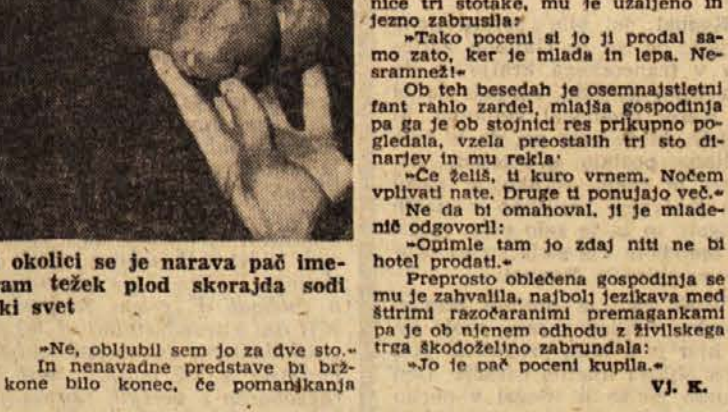 okolici se je narava pač ime-
am težek plod skorajda sodi
ki svet
»Ne, obljubil sem jo za dve sto.«
In nenavadne predstave bi brž-
kone bilo konec, če pomanjkanja
nice tri stotake, mu je užaljeno in
jezno zabrusila:
»Tako poceni si jo ji prodal sa-
mo zato, ker je mlada in lepa. Ne-
sramnež!«
Ob teh besedah je osemnajstletni
fant rahlo zardel, mlajša gospodinja
pa ga je ob stojnici res prikupno po-
gledala, vzela preostalih tri sto di-
narjev in mu rekla:
»Če želiš, ti kuro vrnem. Nočem
vplivati nate. Druge ti ponujajo več.«
Ne da bi omahoval, ji je mlade-
nič odgovoril:
»Onimle tam jo zdaj niti ne bi
hotel prodati.«
Preprosto oblečena gospodinja se
mu je zahvalila, najbolj jezikava med
štirimi razočaranimi premagankami
pa je ob njenem odhodu z živilskega
trga škodoželjno zabrundala:
»Jo je pač poceni kupila.«
Vj. K.